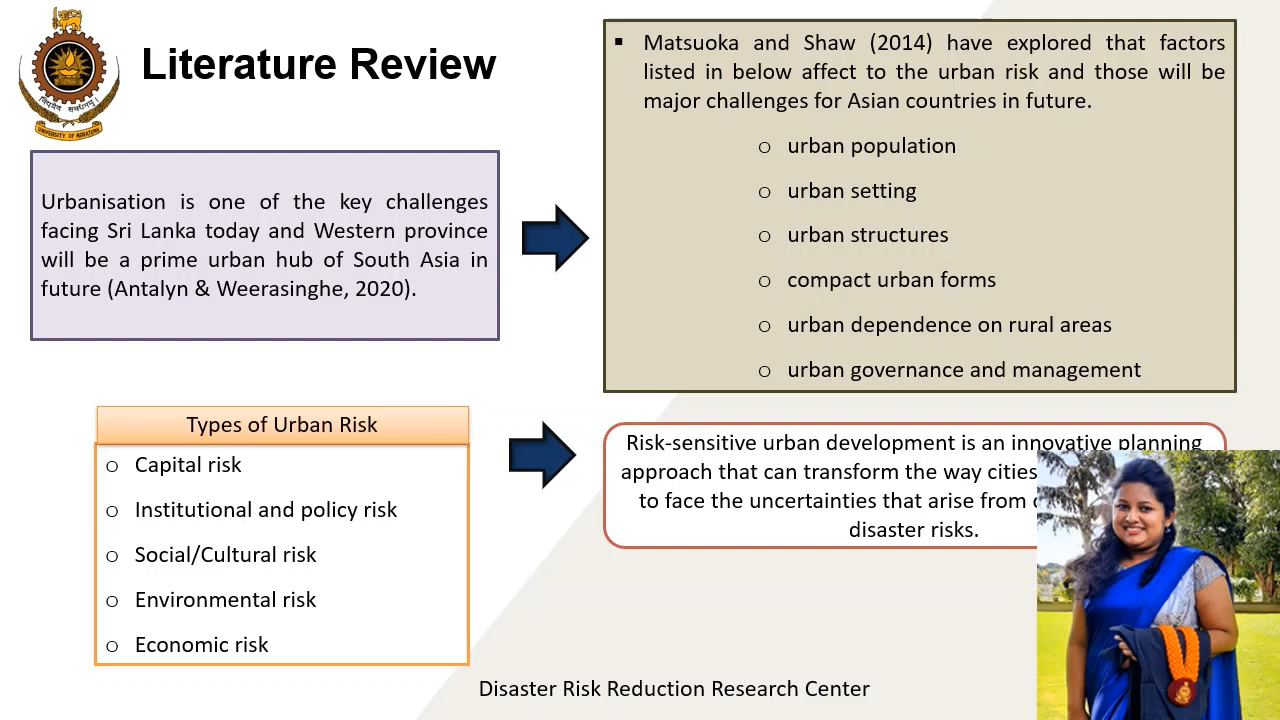 विद्यैव सर्वधनम्
UNIVERSITY OF MORATUWA
Literature Review
Urbanisation is one of the key challenges
facing Sri Lanka today and Western province
will be a prime urban hub of South Asia in
future (Antalyn & Weerasinghe, 2020).
▪ Matsuoka and Shaw (2014) have explored that factors
listed in below affect to the urban risk and those will be
major challenges for Asian countries in future.
o urban population
o urban setting
o urban structures
o compact urban forms
o urban dependence on rural areas
o urban governance and management
Types of Urban Risk
o Capital risk
o Institutional and policy risk
o Social/Cultural risk
o Environmental risk
o Economic risk
Risk-sensitive urban development is an innovative planning
approach that can transform the way cities
to face the uncertainties that arise from
disaster risks.
Disaster Risk Reduction Research Center